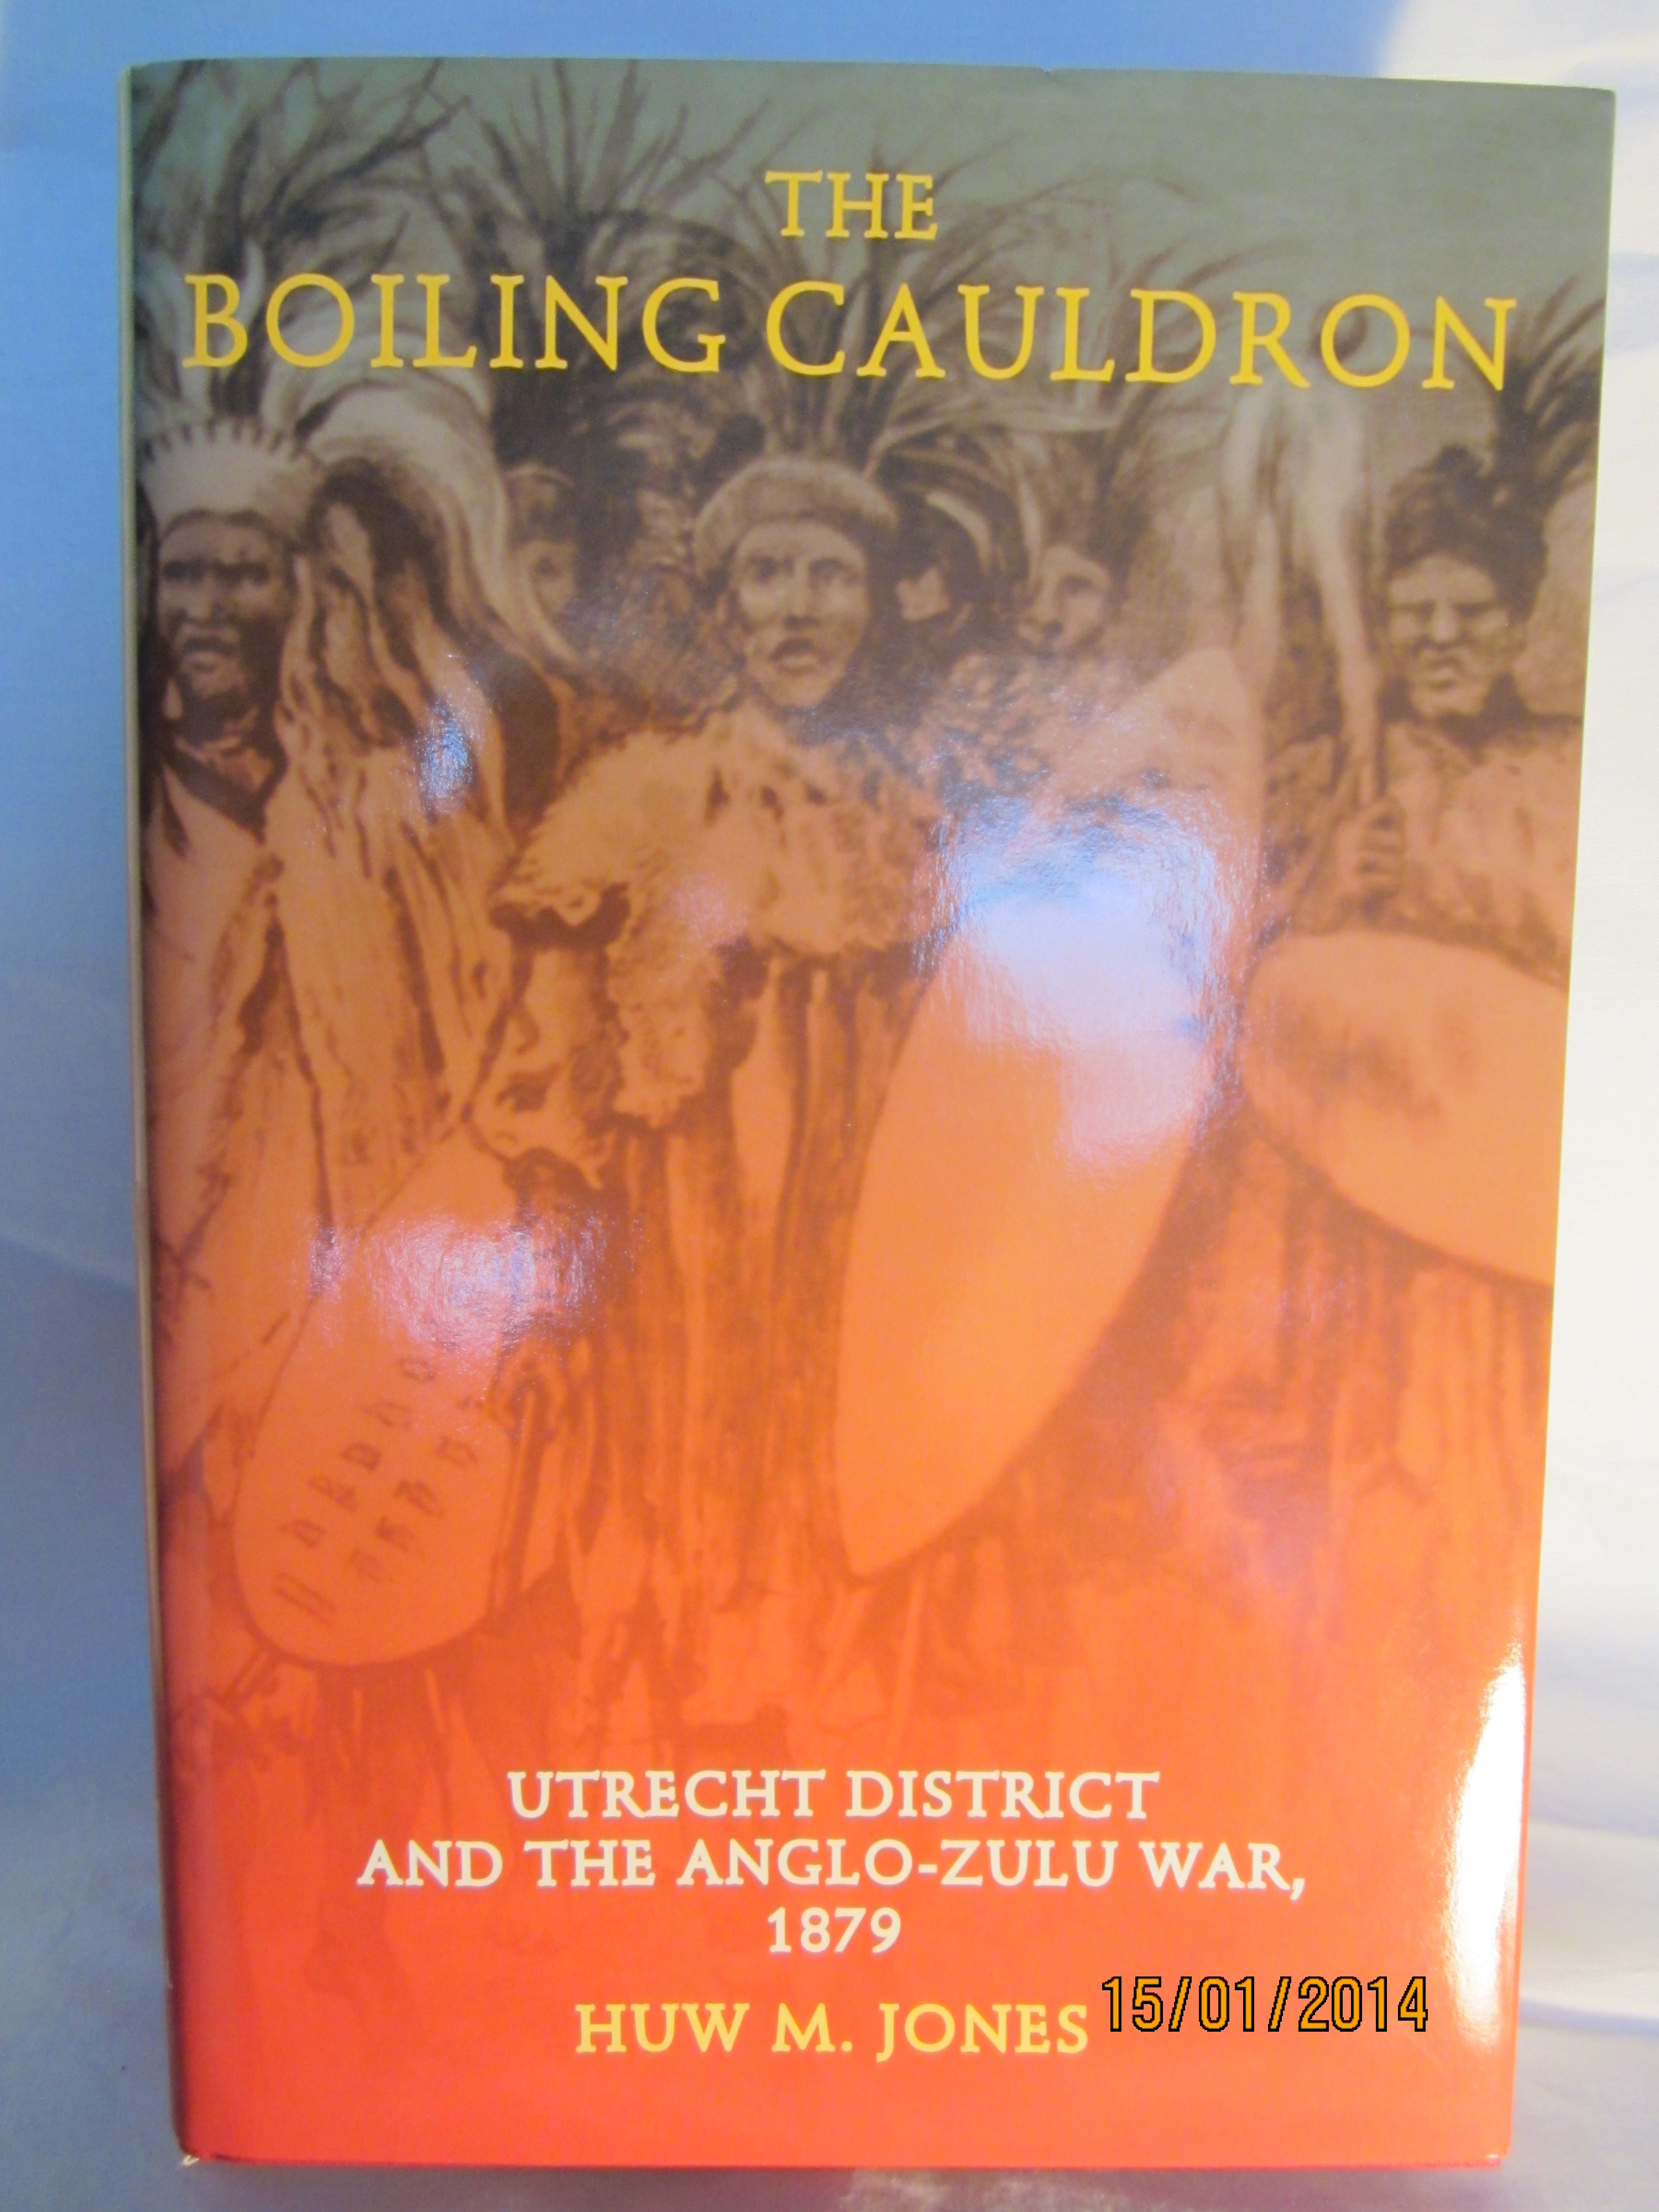 THE
BOILING CAULDRON
UTRECHT DISTRICT
AND THE ANGLO-ZULU WAR,
1879
HUW M. JONES
15/01/2014